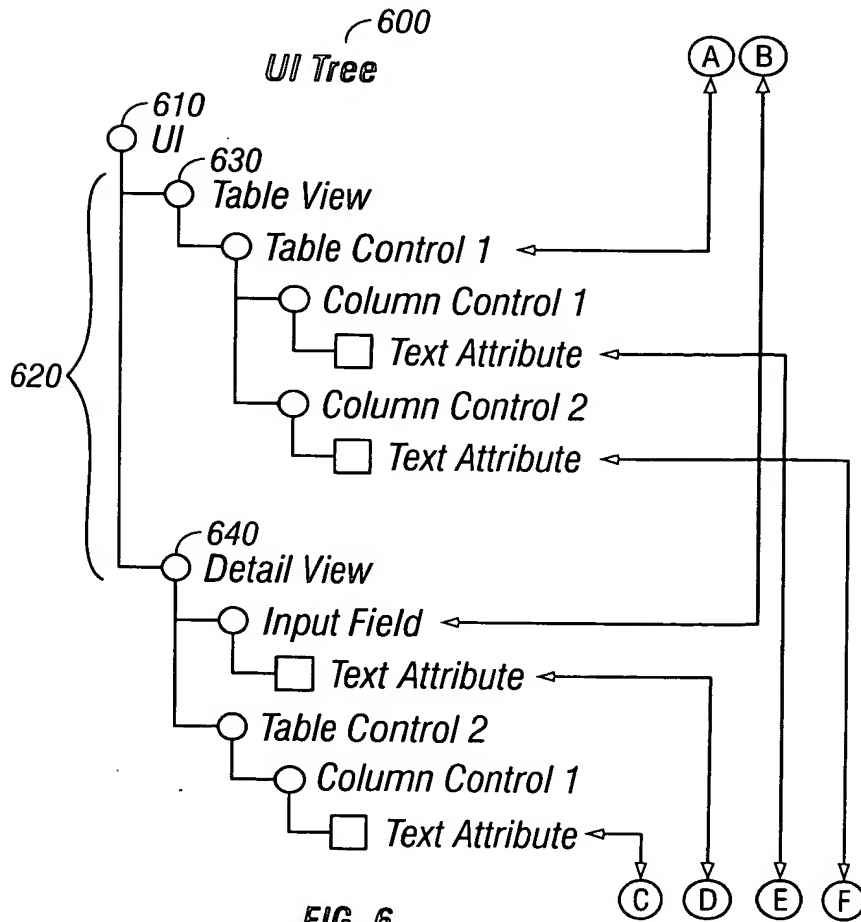 600
UI Tree
A B
610
UI
630
Table View
Table Control 1
Column Control 1
Text Attribute
620
Column Control 2
Text Attribute
640
Detail View
Input Field
Text Attribute
Table Control 2
Column Control 1
Text Attribute
C D E F
FIG. 6